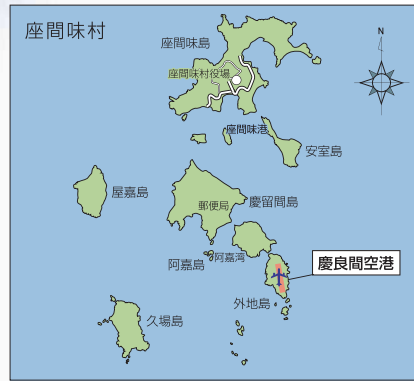 座間味村
N
座間味島
座間味村役場
座間味港
安室島
屋嘉島
慶留間島
郵便局
阿嘉島
阿嘉湾
慶良間空港
外地島
久場島